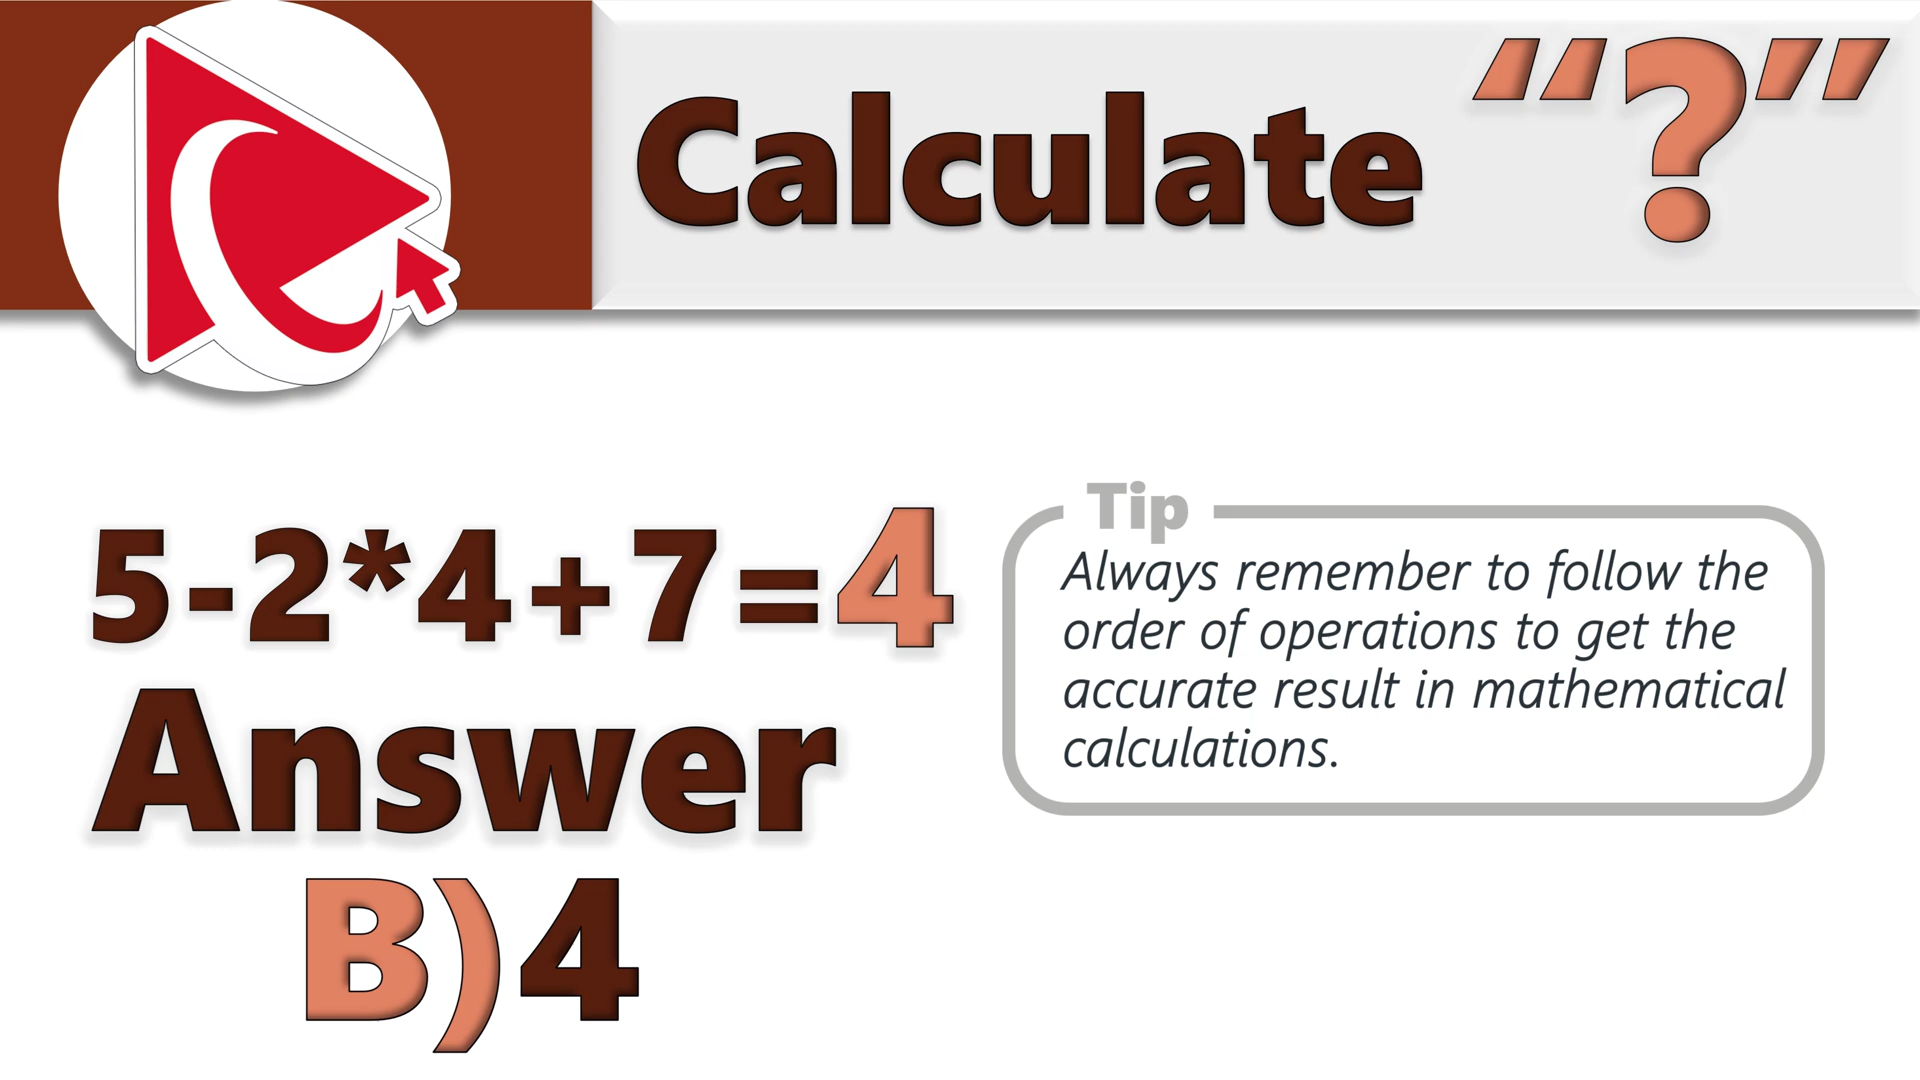 Calculate “?”
5-2*4+7=4
Tip
Always remember to follow the
order of operations to get the
accurate result in mathematical
calculations.
Answer
B)4